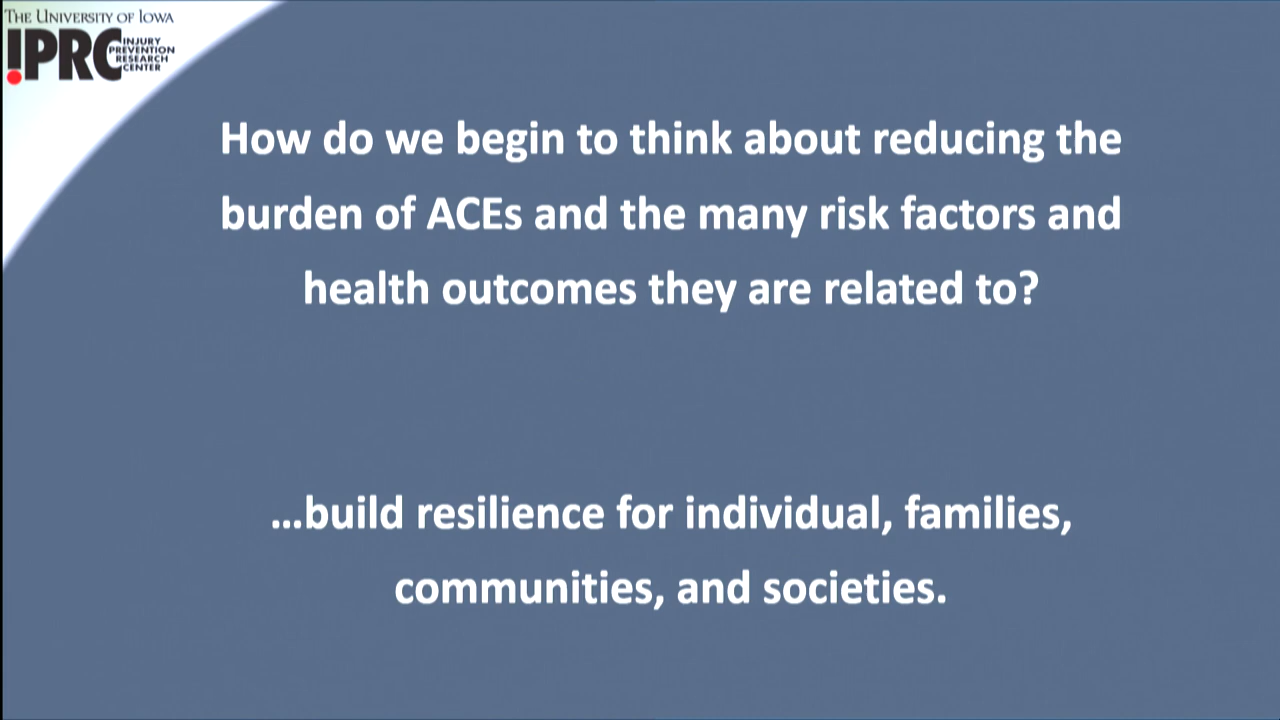 THE UNIVERSITY OF IOWA
IPRC INJURY
PREVENTION
RESEARCH
CENTER
How do we begin to think about reducing the
burden of ACEs and the many risk factors and
health outcomes they are related to?
...build resilience for individual, families,
communities, and societies.